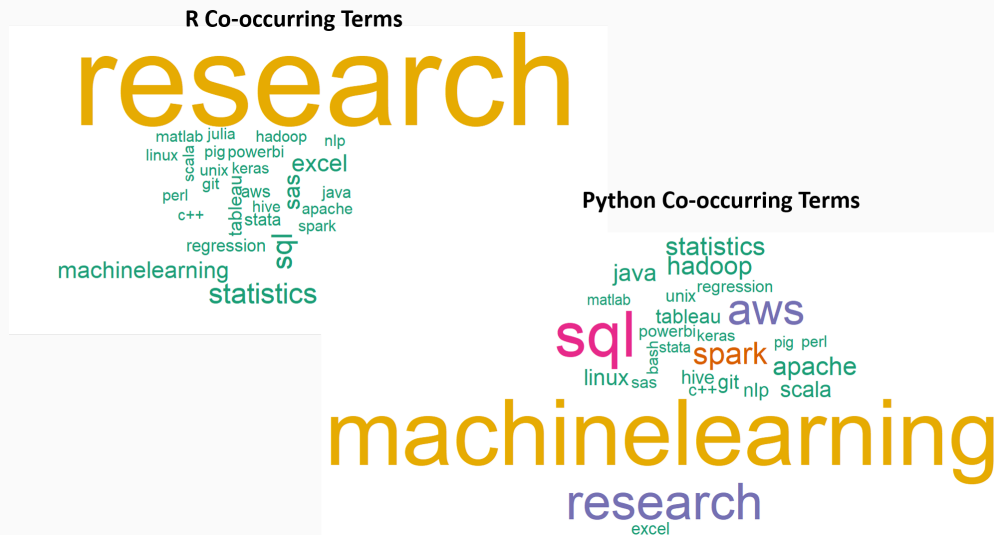 R Co-occurring Terms
research
matlab julia hadoop nlp
linux scala pig powerbi excel
unix keras
git tableau aws sas java
perl hive apache
c++ stata spark
regression sql
machinelearning
statistics
Python Co-occurring Terms
statistics
java hadoop
regression
matlab unix aws
sql tableau
powerbi keras
bash stata spark pig perl
apache
linux sas hive git
c++ nlp scala
machinelearning
research
excel